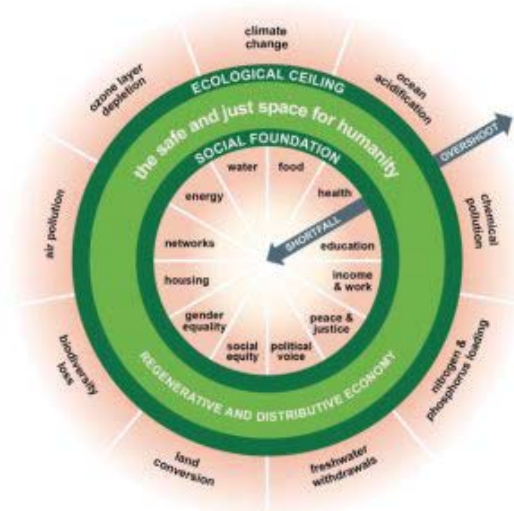 climate
change
ocean
acidification
chemical
pollution
nitrogen &
phosphorus loading
freshwater
withdrawals
land
conversion
biodiversity
loss
air pollution
ozone layer
depletion
OVERSHOOT
ECOLOGICAL CEILING
the safe and just space for humanity
SOCIAL FOUNDATION
SHORTFALL
water
food
health
education
income
& work
peace &
justice
political
voice
social
equity
gender
equality
housing
networks
energy
REGENERATIVE AND DISTRIBUTIVE ECONOMY